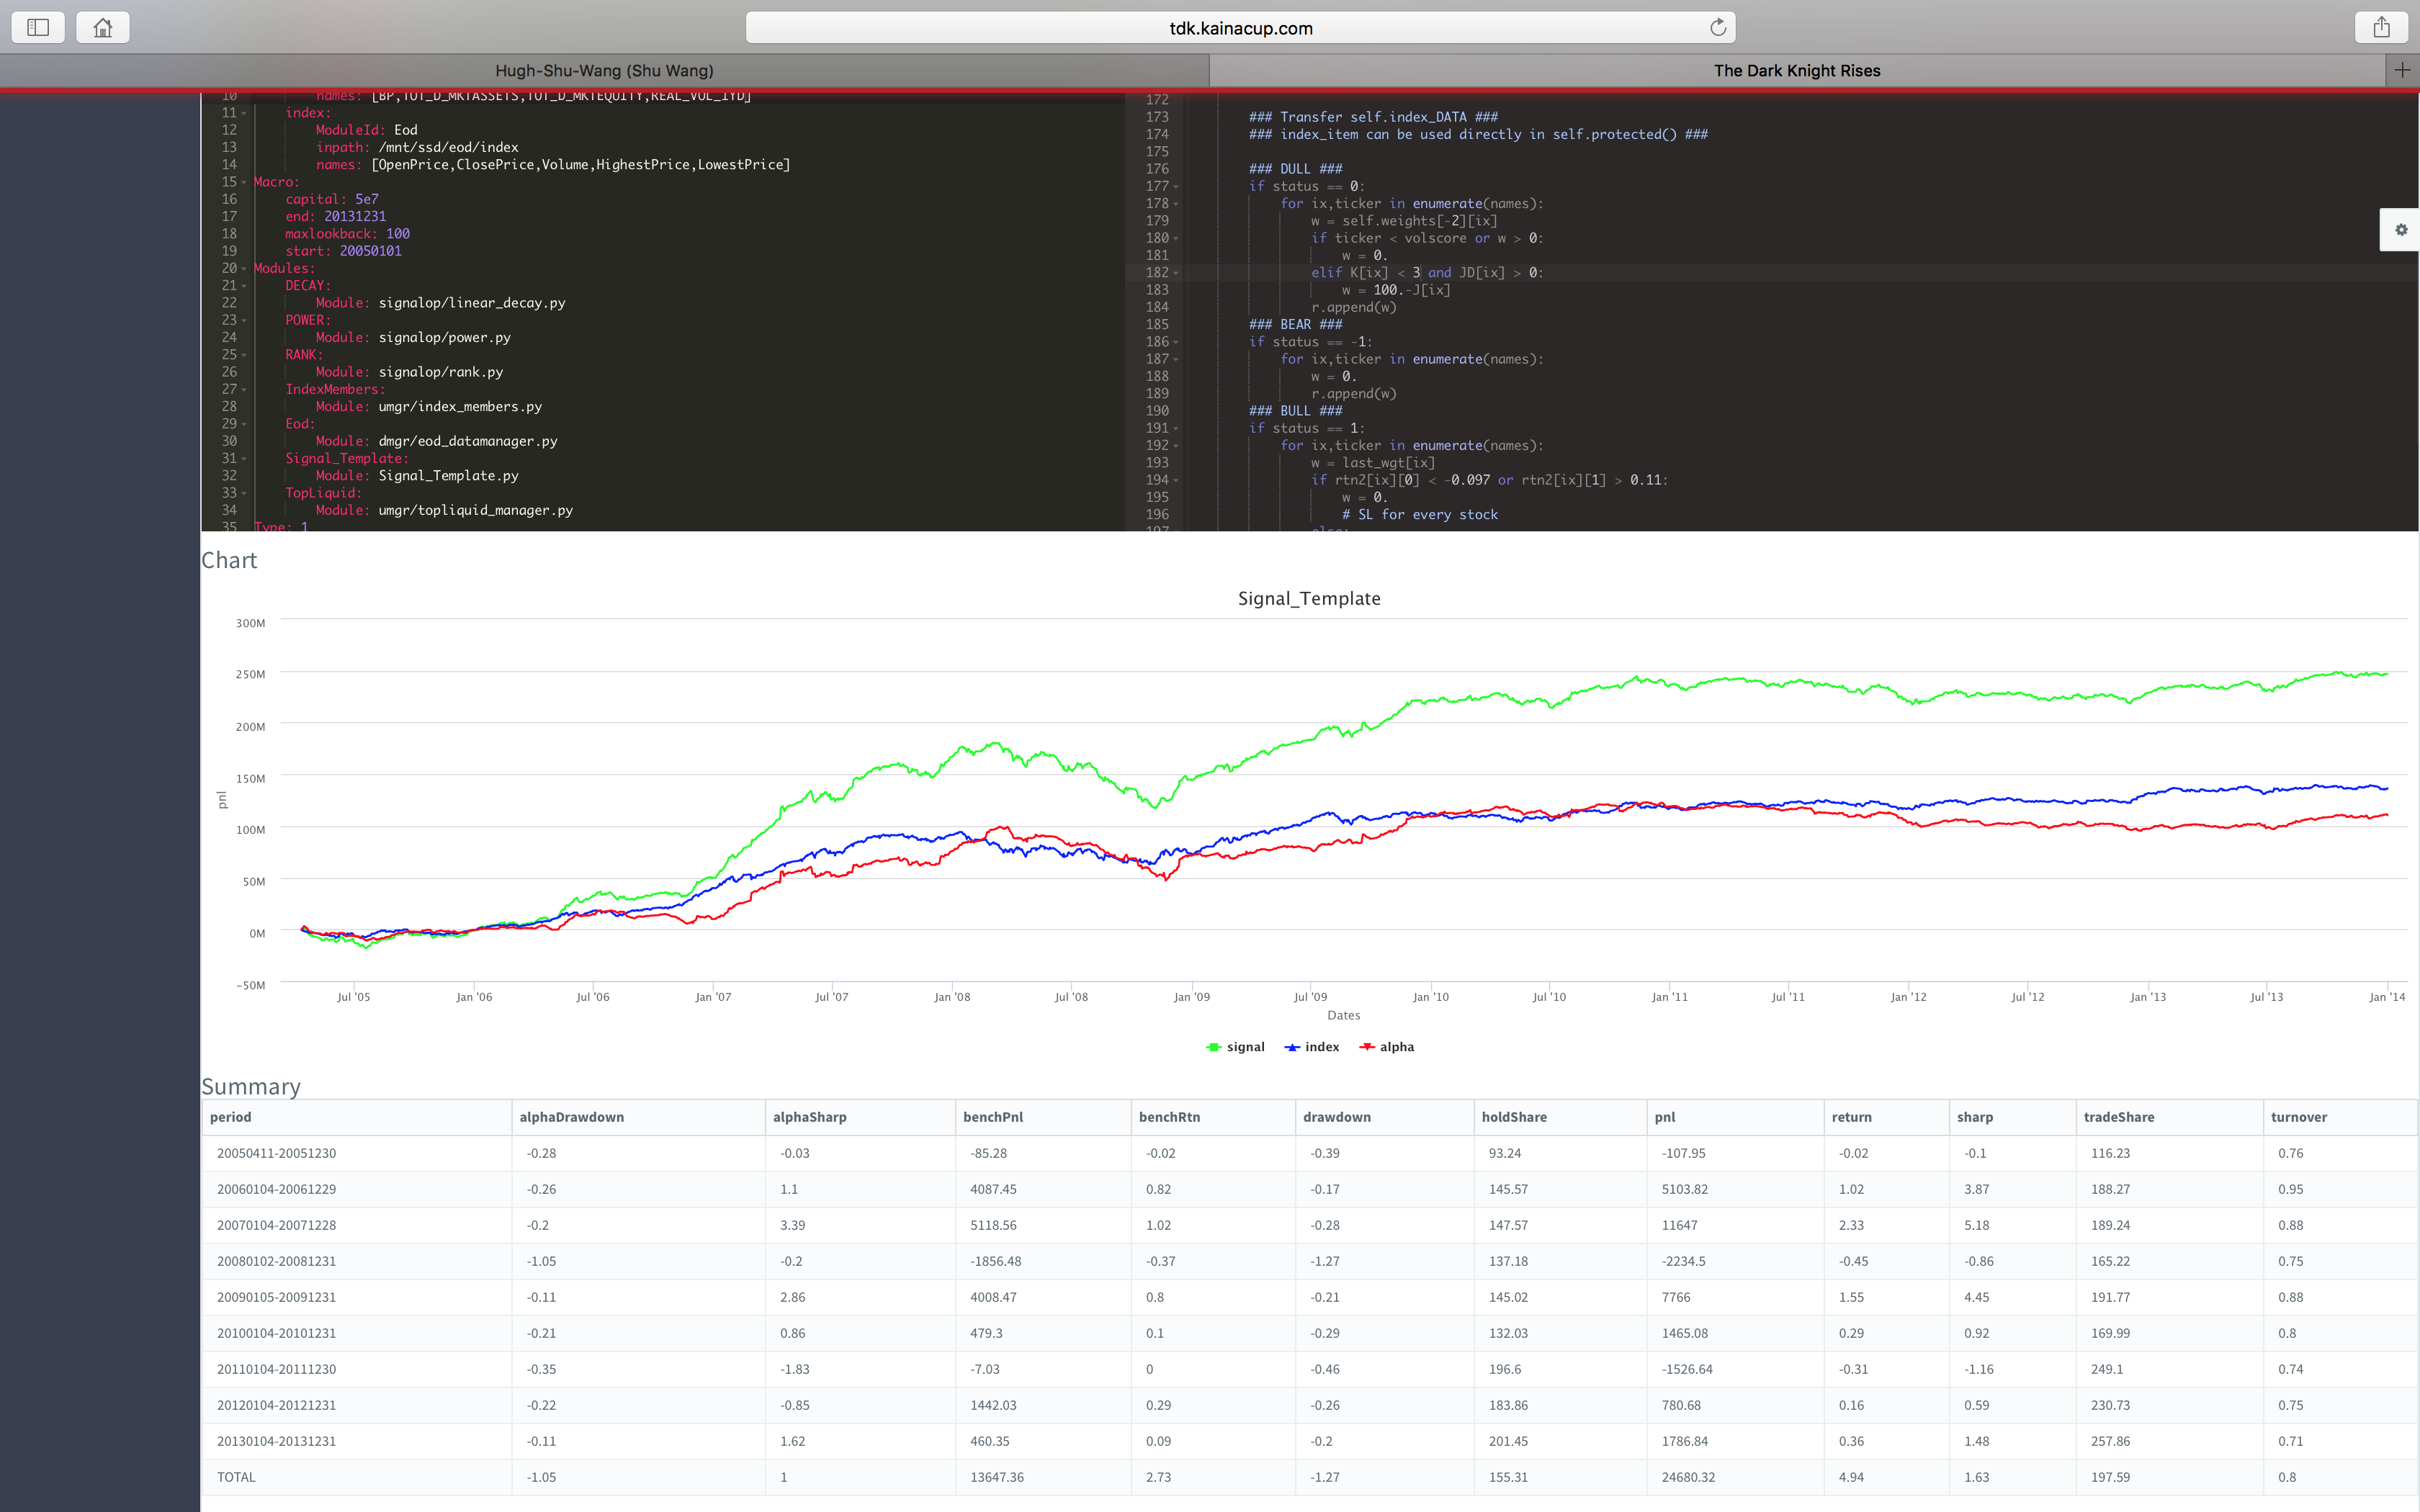 tdk.kainacup.com
Hugh-Shu-Wang (Shu Wang)
The Dark Knight Rises
10 names: [BP,TOT_D_MKTASSETS,TOT_D_MKTEQUITY,REAL_VOL_1YD]
11 index:
12 ModuleId: Eod
13 inpath: /mnt/ssd/eod/index
14 names: [OpenPrice,ClosePrice,Volume,HighestPrice,LowestPrice]
15 Macro:
16 capital: 5e7
17 end: 20131231
18 maxlookback: 100
19 start: 20050101
20 Modules:
21 DECAY:
22 Module: signalop/linear_decay.py
23 POWER:
24 Module: signalop/power.py
25 RANK:
26 Module: signalop/rank.py
27 IndexMembers:
28 Module: umgr/index_members.py
29 Eod:
30 Module: dmgr/eod_datamanager.py
31 Signal_Template:
32 Module: Signal_Template.py
33 TopLiquid:
34 Module: umgr/topliquid_manager.py
35 Type: 1
172
173 ### Transfer self.index_DATA ###
174 ### index_item can be used directly in self.protected() ###
175
176 ### DULL ###
177 if status == 0:
178 for ix,ticker in enumerate(names):
179 w = self.weights[-2][ix]
180 if ticker < volscore or w > 0:
181 w = 0.
182 elif K[ix] < 3 and JD[ix] > 0:
183 w = 100.-J[ix]
184 r.append(w)
185 ### BEAR ###
186 if status == -1:
187 for ix,ticker in enumerate(names):
188 w = 0.
189 r.append(w)
190 ### BULL ###
191 if status == 1:
192 for ix,ticker in enumerate(names):
193 w = last_wgt[ix]
194 if rtn2[ix][0] < -0.097 or rtn2[ix][1] > 0.11:
195 w = 0.
196 # SL for every stock
197 else:
Chart
Signal_Template
300M
250M
200M
150M
100M
50M
0M
-50M
pnl
Jul '05 Jan '06 Jul '06 Jan '07 Jul '07 Jan '08 Jul '08 Jan '09 Jul '09 Jan '10 Jul '10 Jan '11 Jul '11 Jan '12 Jul '12 Jan '13 Jul '13 Jan '14
Dates
signal index alpha
Summary
period alphaDrawdown alphaSharp benchPnl benchRtn drawdown holdShare pnl return sharp tradeShare turnover
20050411-20051230 -0.28 -0.03 -85.28 -0.02 -0.39 93.24 -107.95 -0.02 -0.1 116.23 0.76
20060104-20061229 -0.26 1.1 4087.45 0.82 -0.17 145.57 5103.82 1.02 3.87 188.27 0.95
20070104-20071228 -0.2 3.39 5118.56 1.02 -0.28 147.57 11647 2.33 5.18 189.24 0.88
20080102-20081231 -1.05 -0.2 -1856.48 -0.37 -1.27 137.18 -2234.5 -0.45 -0.86 165.22 0.75
20090105-20091231 -0.11 2.86 4008.47 0.8 -0.21 145.02 7766 1.55 4.45 191.77 0.88
20100104-20101231 -0.21 0.86 479.3 0.1 -0.29 132.03 1465.08 0.29 0.92 169.99 0.8
20110104-20111230 -0.35 -1.83 -7.03 0 -0.46 196.6 -1526.64 -0.31 -1.16 249.1 0.74
20120104-20121231 -0.22 -0.85 1442.03 0.29 -0.26 183.86 780.68 0.16 0.59 230.73 0.75
20130104-20131231 -0.11 1.62 460.35 0.09 -0.2 201.45 1786.84 0.36 1.48 257.86 0.71
TOTAL -1.05 1 13647.36 2.73 -1.27 155.31 24680.32 4.94 1.63 197.59 0.8